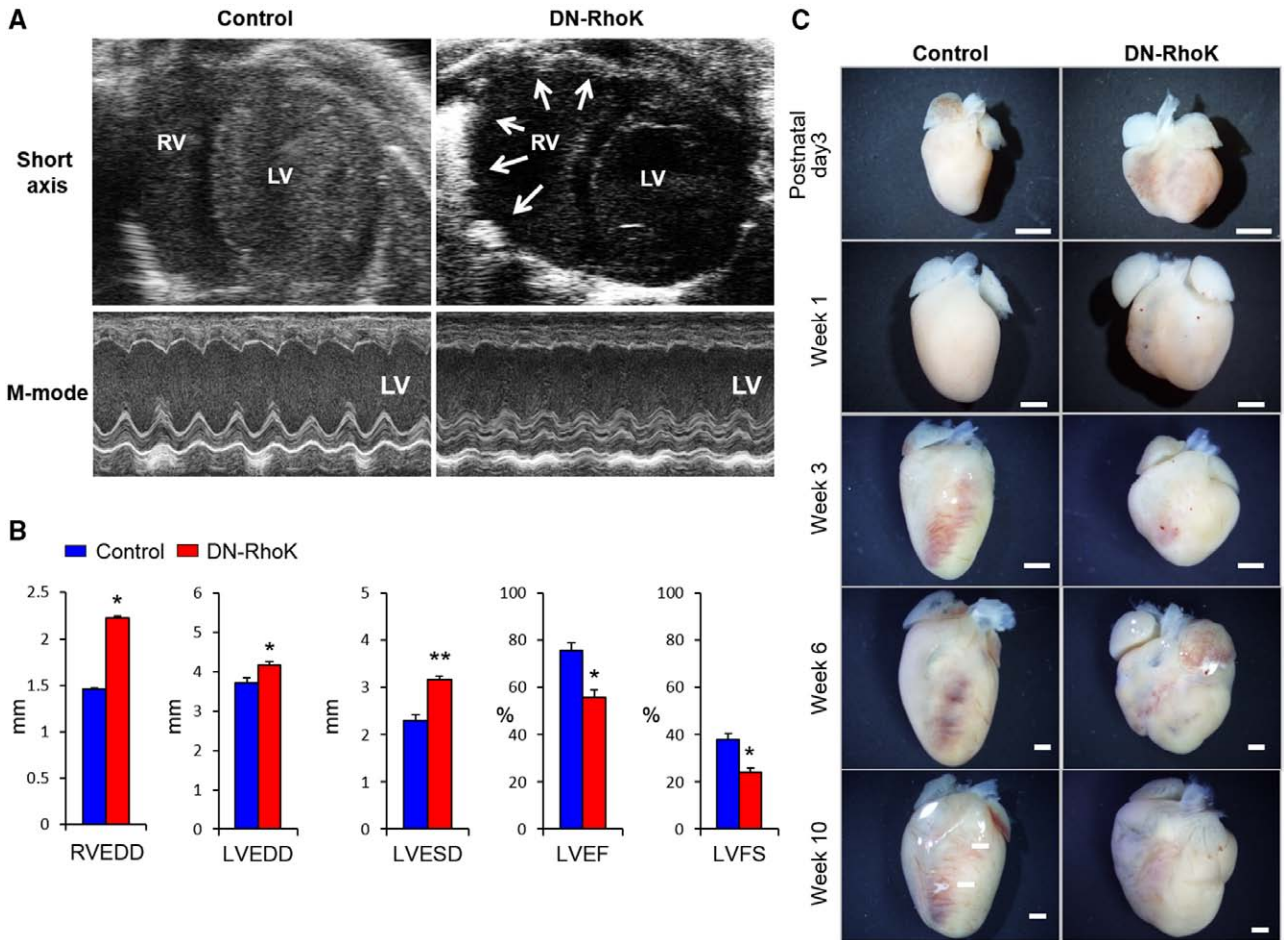 A
Control
DN-RhoK
Short
axis
RV
LV
RV
LV
M-mode
LV
LV
B
Control
DN-RhoK
2.5
2
1.5
1
0.5
0
mm
*
RVEDD
6
5
4
3
2
1
0
mm
*
LVEDD
5
4
3
2
1
0
mm
**
LVESD
100
80
60
40
20
0
%
*
LVEF
100
80
60
40
20
0
%
*
LVFS
C
Control
DN-RhoK
Postnatal
day3
Week 1
Week 3
Week 6
Week 10